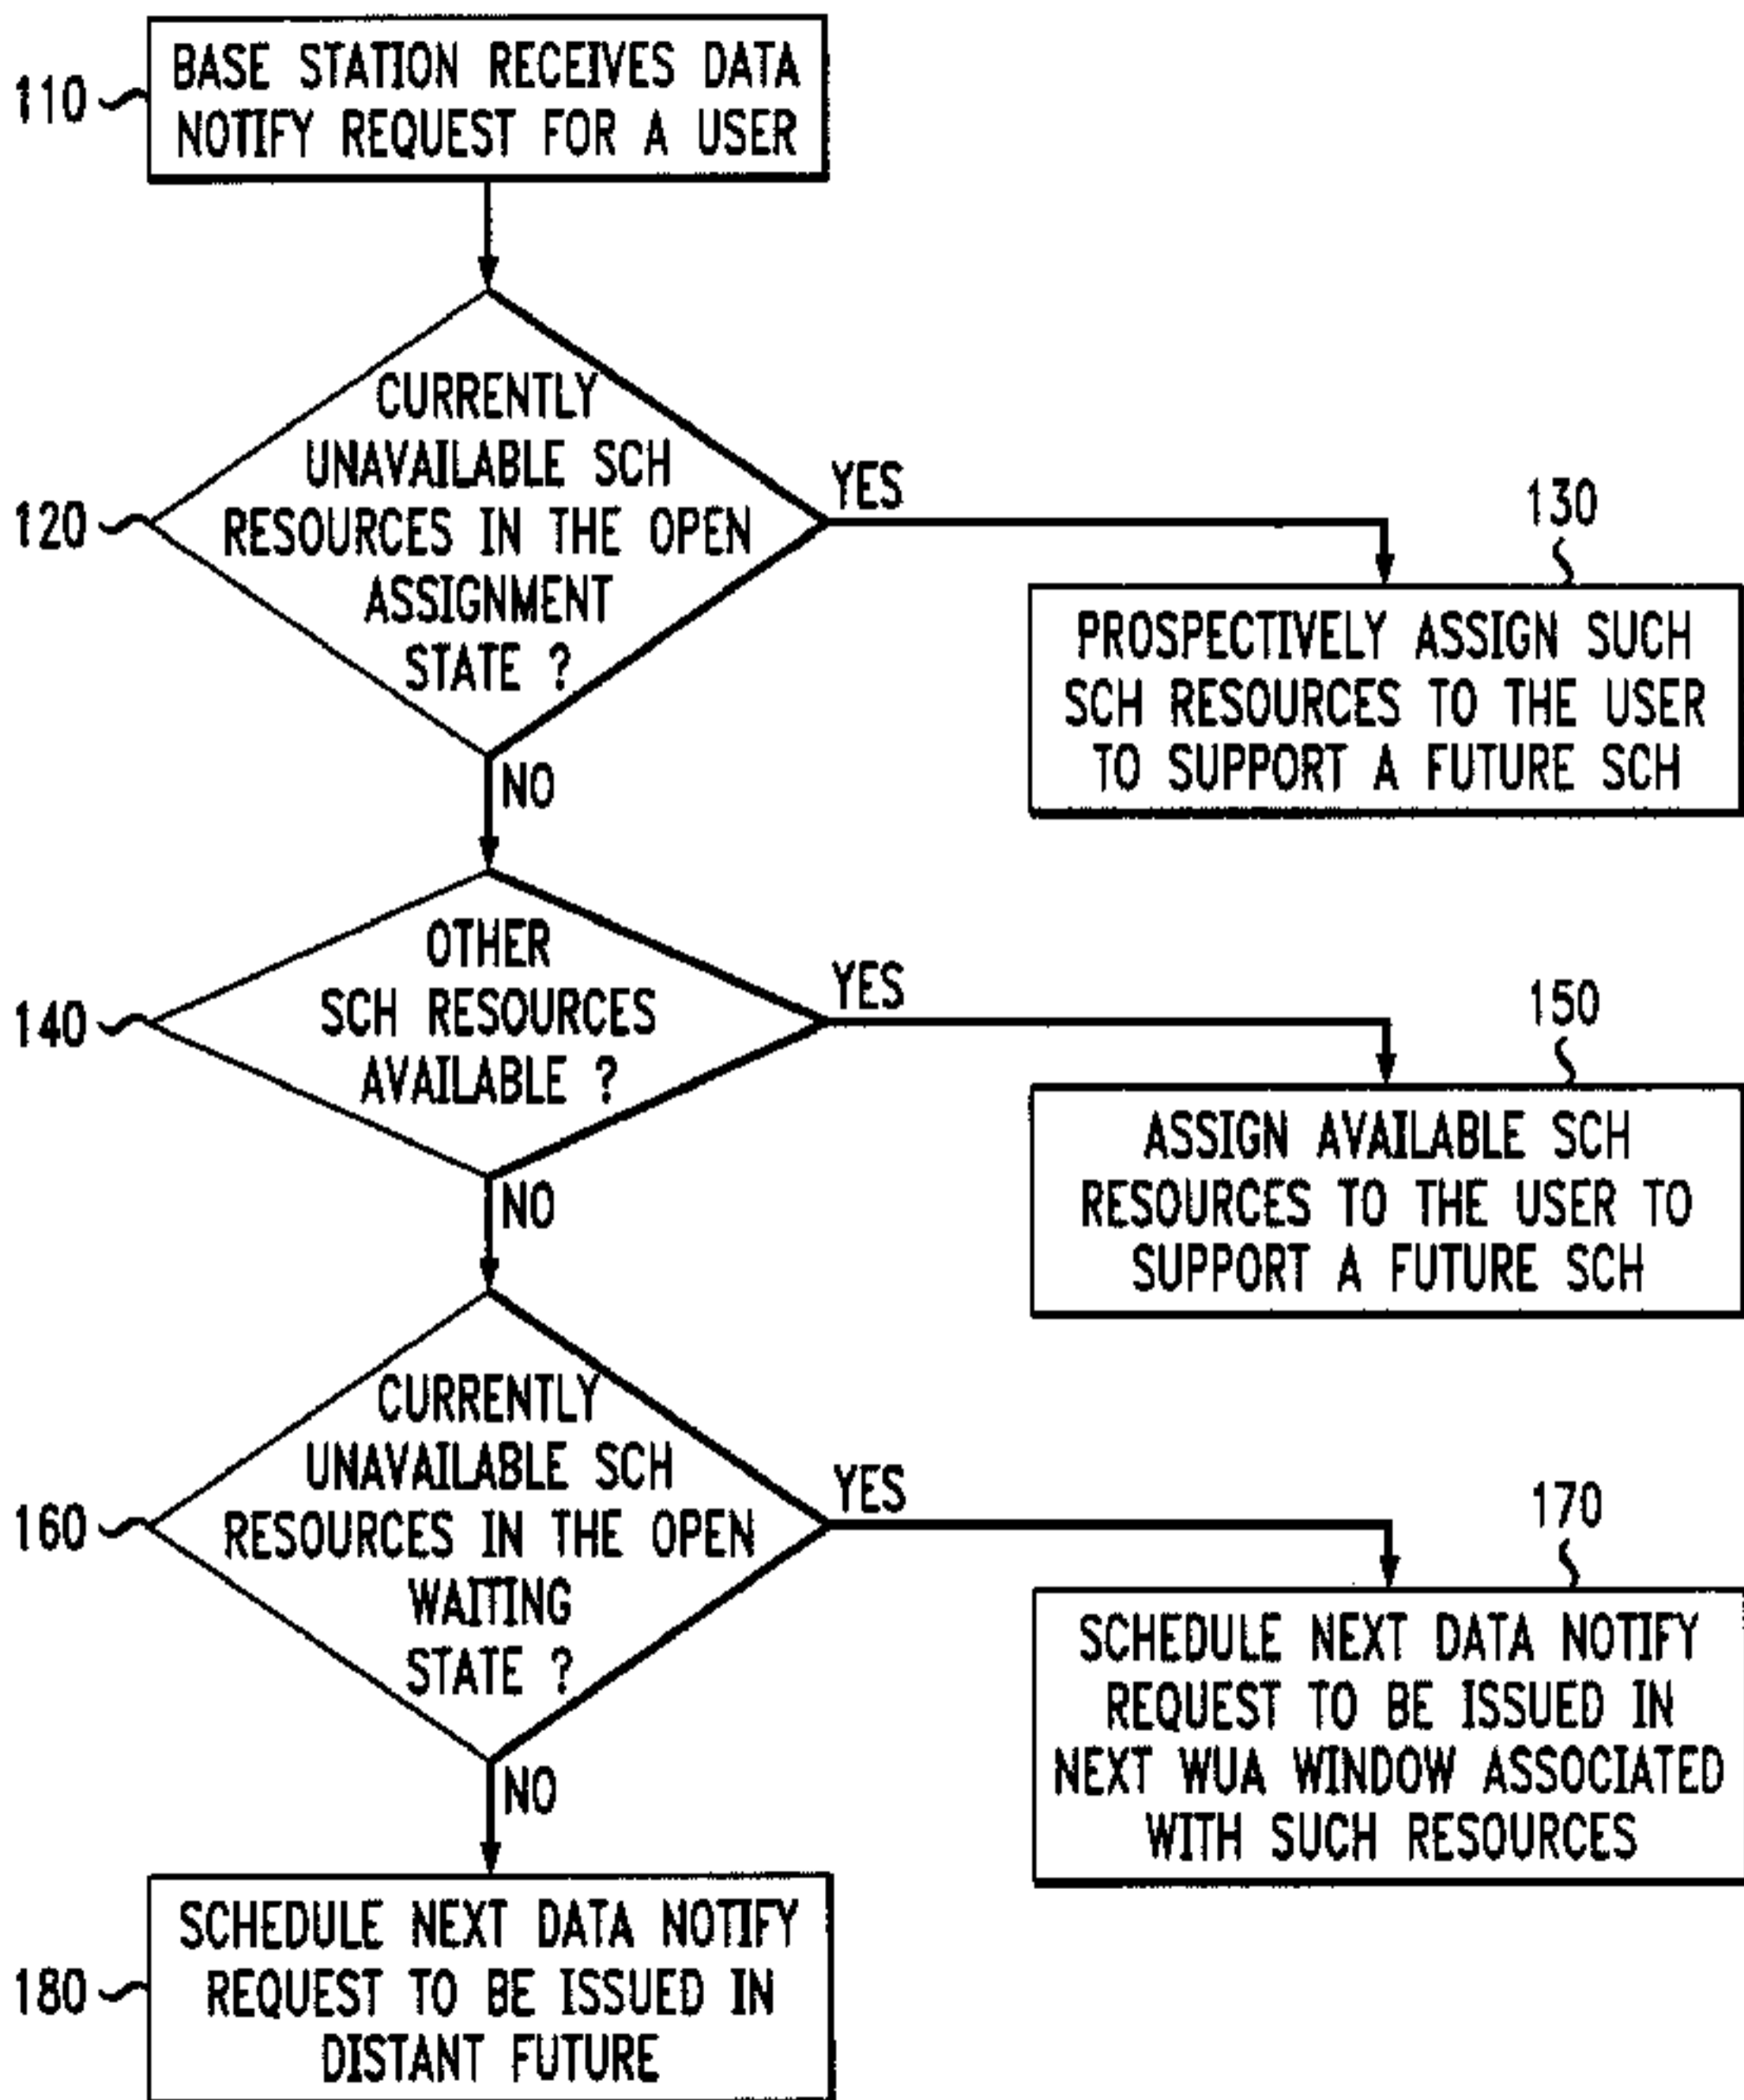 110
BASE STATION RECEIVES DATA
NOTIFY REQUEST FOR A USER
120
CURRENTLY
UNAVAILABLE SCH
RESOURCES IN THE OPEN
ASSIGNMENT
STATE ?
YES
130
PROSPECTIVELY ASSIGN SUCH
SCH RESOURCES TO THE USER
TO SUPPORT A FUTURE SCH
NO
140
OTHER
SCH RESOURCES
AVAILABLE ?
YES
150
ASSIGN AVAILABLE SCH
RESOURCES TO THE USER TO
SUPPORT A FUTURE SCH
NO
160
CURRENTLY
UNAVAILABLE SCH
RESOURCES IN THE OPEN
WAITING
STATE ?
YES
170
SCHEDULE NEXT DATA NOTIFY
REQUEST TO BE ISSUED IN
NEXT WUA WINDOW ASSOCIATED
WITH SUCH RESOURCES
NO
180
SCHEDULE NEXT DATA NOTIFY
REQUEST TO BE ISSUED IN
DISTANT FUTURE